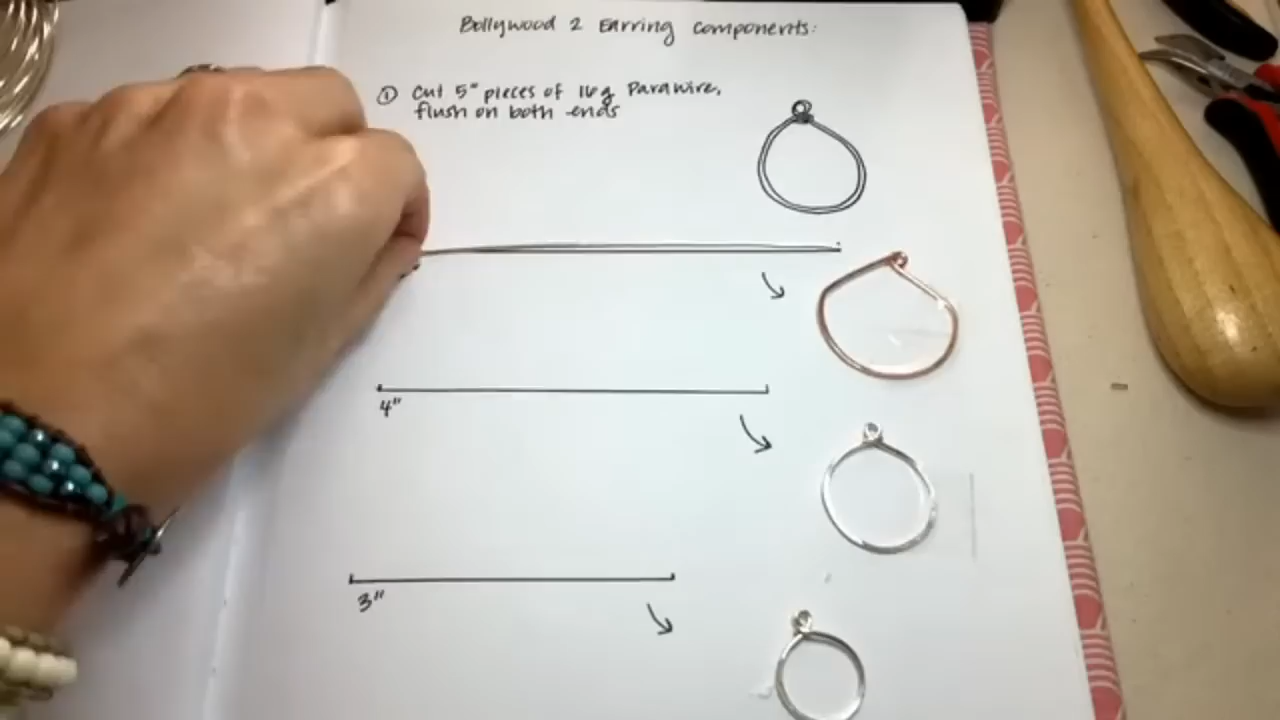 Bollywood 2 Earring Components:
① Cut 5" pieces of 16g Parawire,
flush on both ends
4"
3"